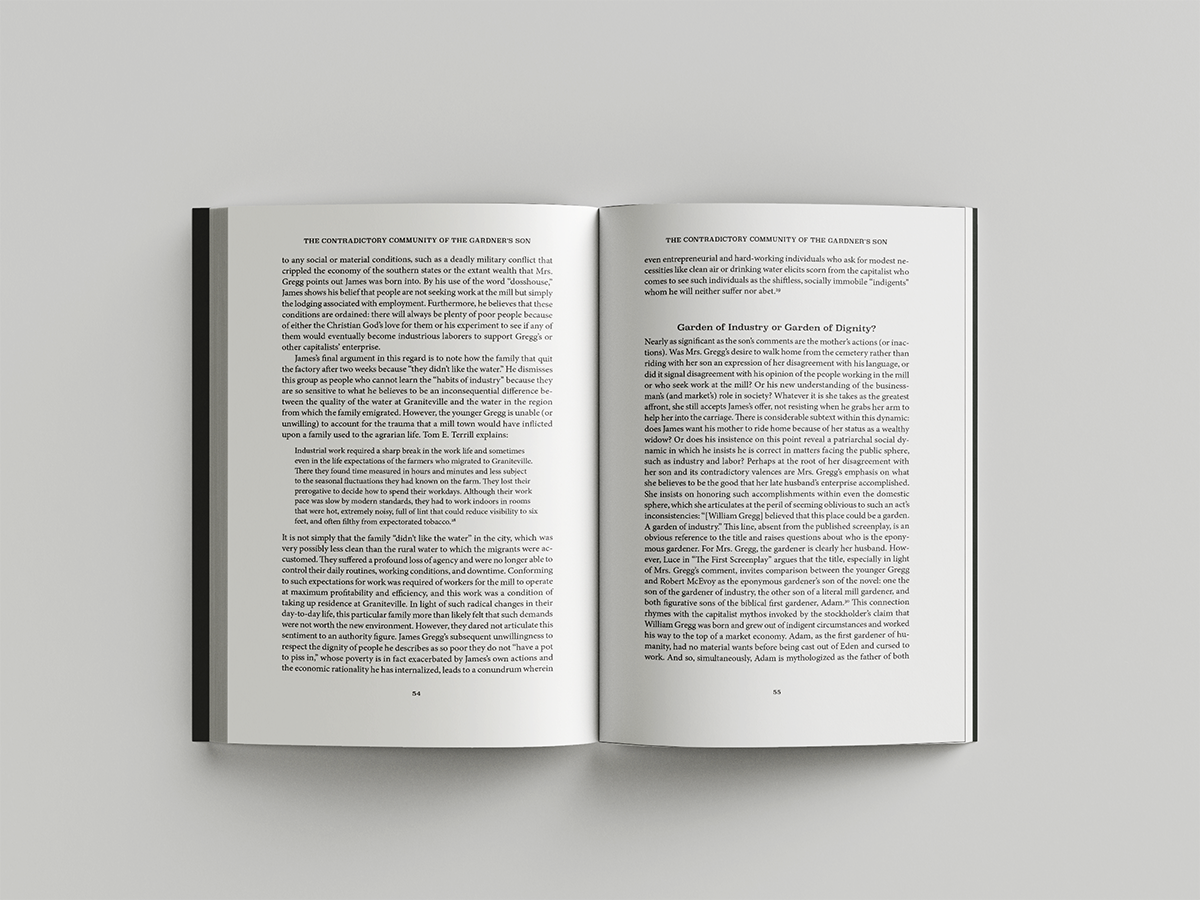 THE CONTRADICTORY COMMUNITY OF THE GARDNER'S SON
to any social or material conditions, such as a deadly military conflict that
crippled the economy of the southern states or the extant wealth that Mrs.
Gregg points out James was born into. By his use of the word “dosshouse,”
James shows his belief that people are not seeking work at the mill but simply
the lodging associated with employment. Furthermore, he believes that these
conditions are ordained: there will always be plenty of poor people because
of either the Christian God’s love for them or his experiment to see if any of
them would eventually become industrious laborers to support Gregg’s or
other capitalists’ enterprise.
James’s final argument in this regard is to note how the family that quit
the factory after two weeks because “they didn’t like the water.” He dismisses
this group as people who cannot learn the “habits of industry” because they
are so sensitive to what he believes to be an inconsequential difference be-
tween the quality of the water at Graniteville and the water in the region
from which the family emigrated. However, the younger Gregg is unable (or
unwilling) to account for the trauma that a mill town would have inflicted
upon a family used to the agrarian life. Tom E. Terrill explains:
Industrial work required a sharp break in the work life and sometimes
even in the life expectations of the farmers who migrated to Graniteville.
There they found time measured in hours and minutes and less subject
to the seasonal fluctuations they had known on the farm. They lost their
prerogative to decide how to spend their workdays. Although their work
pace was slow by modern standards, they had to work indoors in rooms
that were hot, extremely noisy, full of lint that could reduce visibility to six
feet, and often filthy from expectorated tobacco.²⁸
It is not simply that the family “didn’t like the water” in the city, which was
very possibly less clean than the rural water to which the migrants were ac-
customed. They suffered a profound loss of agency and were no longer able to
control their daily routines, working conditions, and downtime. Conforming
to such expectations for work was required of workers for the mill to operate
at maximum profitability and efficiency, and this work was a condition of
taking up residence at Graniteville. In light of such radical changes in their
day-to-day life, this particular family more than likely felt that such demands
were not worth the new environment. However, they dared not articulate this
sentiment to an authority figure. James Gregg’s subsequent unwillingness to
respect the dignity of people he describes as so poor they do not “have a pot
to piss in,” whose poverty is in fact exacerbated by James’s own actions and
the economic rationality he has internalized, leads to a conundrum wherein
54
THE CONTRADICTORY COMMUNITY OF THE GARDNER'S SON
even entrepreneurial and hard-working individuals who ask for modest ne-
cessities like clean air or drinking water elicits scorn from the capitalist who
comes to see such individuals as the shiftless, socially immobile “indigents”
whom he will neither suffer nor abet.²⁹
Garden of Industry or Garden of Dignity?
Nearly as significant as the son’s comments are the mother’s actions (or inac-
tions). Was Mrs. Gregg’s desire to walk home from the cemetery rather than
riding with her son an expression of her disagreement with his language, or
did it signal disagreement with his opinion of the people working in the mill
or who seek work at the mill? Or his new understanding of the business-
man’s (and market’s) role in society? Whatever it is she takes as the greatest
affront, she still accepts James’s offer, not resisting when he grabs her arm to
help her into the carriage. There is considerable subtext within this dynamic:
does James want his mother to ride home because of her status as a wealthy
widow? Or does his insistence on this point reveal a patriarchal social dy-
namic in which he insists he is correct in matters facing the public sphere,
such as industry and labor? Perhaps at the root of her disagreement with
her son and its contradictory valences are Mrs. Gregg’s emphasis on what
she believes to be the good that her late husband’s enterprise accomplished.
She insists on honoring such accomplishments within even the domestic
sphere, which she articulates at the peril of seeming oblivious to such an act’s
inconsistencies: “[William Gregg] believed that this place could be a garden.
A garden of industry.” This line, absent from the published screenplay, is an
obvious reference to the title and raises questions about who is the epony-
mous gardener. For Mrs. Gregg, the gardener is clearly her husband. How-
ever, Luce in “The First Screenplay” argues that the title, especially in light
of Mrs. Gregg’s comment, invites comparison between the younger Gregg
and Robert McEvoy as the eponymous gardener’s son of the novel: one the
son of the gardener of industry, the other son of a literal mill gardener, and
both figurative sons of the biblical first gardener, Adam.³⁰ This connection
rhymes with the capitalist mythos invoked by the stockholder’s claim that
William Gregg was born and grew out of indigent circumstances and worked
his way to the top of a market economy. Adam, as the first gardener of hu-
manity, had no material wants before being cast out of Eden and cursed to
work. And so, simultaneously, Adam is mythologized as the father of both
55